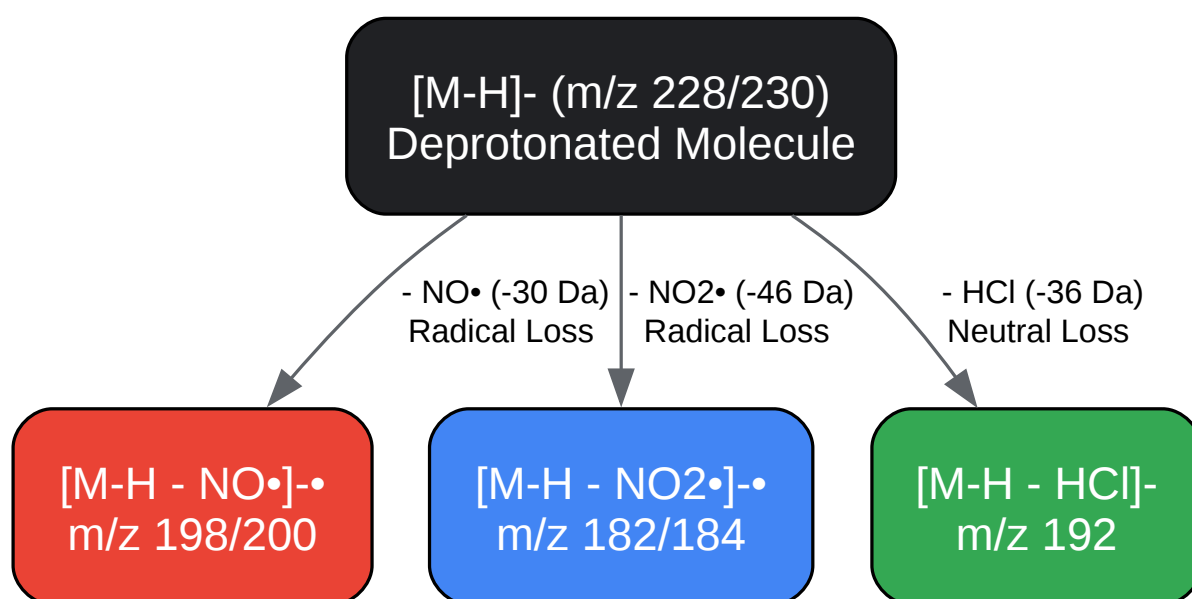 [M-H]- (m/z 228/230)
Deprotonated Molecule
- NO• (-30 Da)
Radical Loss
- NO2• (-46 Da)
Radical Loss
- HCl (-36 Da)
Neutral Loss
[M-H - NO•]-•
m/z 198/200
[M-H - NO2•]-•
m/z 182/184
[M-H - HCl]-
m/z 192